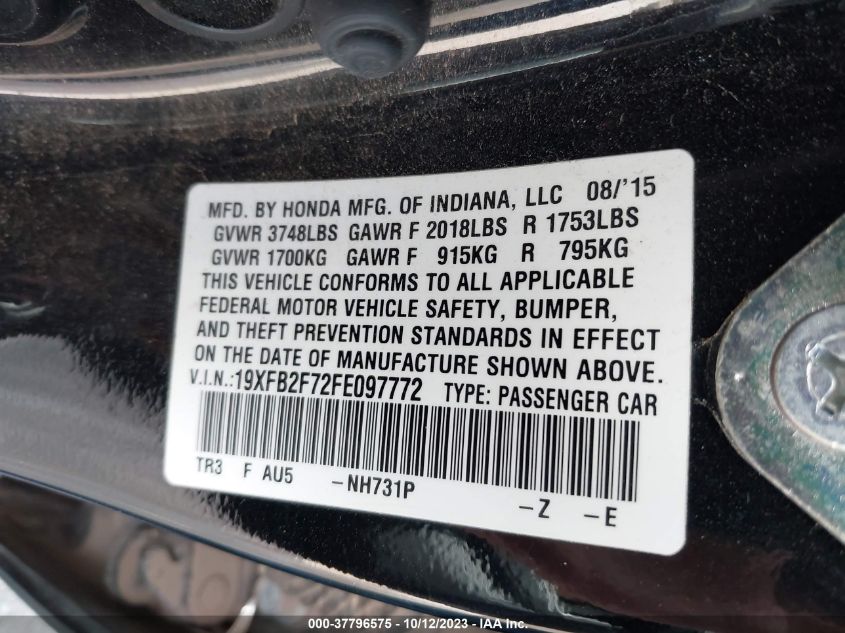 MFD. BY HONDA MFG. OF INDIANA, LLC 08/'15
GVWR 3748LBS GAWR F 2018LBS R 1753LBS
GVWR 1700KG GAWR F 915KG R 795KG
THIS VEHICLE CONFORMS TO ALL APPLICABLE
FEDERAL MOTOR VEHICLE SAFETY, BUMPER,
AND THEFT PREVENTION STANDARDS IN EFFECT
ON THE DATE OF MANUFACTURE SHOWN ABOVE.
V.I.N.:19XFB2F72FE097772 TYPE: PASSENGER CAR
TR3 F AU5 -NH731P -Z -E
000-37796575 - 10/12/2023 - IAAI.COM